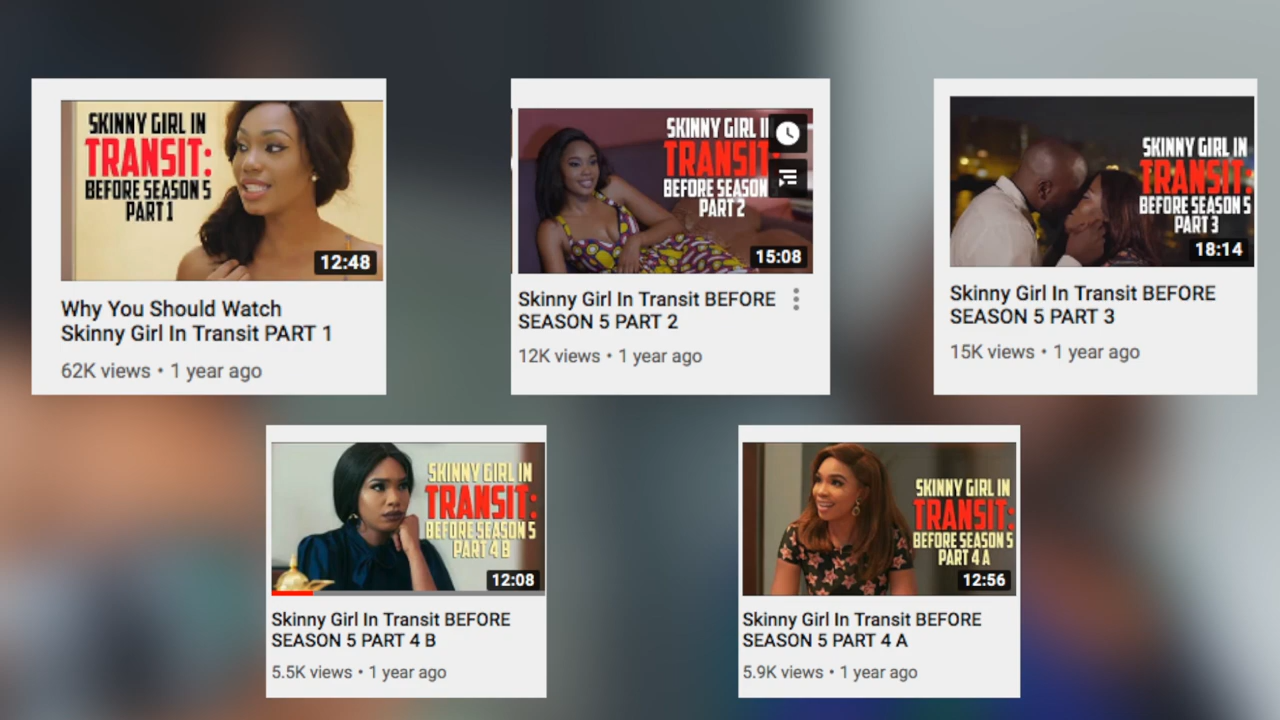 SKINNY GIRL IN
TRANSIT:
BEFORE SEASON 5
PART 1
12:48
Why You Should Watch
Skinny Girl In Transit PART 1
62K views • 1 year ago
SKINNY GIRL I
TRANSIT:
BEFORE SEASON
PART 2
15:08
Skinny Girl In Transit BEFORE
SEASON 5 PART 2
12K views • 1 year ago
SKINNY GIRL IN
TRANSIT:
BEFORE SEASON 5
PART 3
18:14
Skinny Girl In Transit BEFORE
SEASON 5 PART 3
15K views • 1 year ago
SKINNY GIRL IN
TRANSIT:
BEFORE SEASON 5
PART 4 B
12:08
Skinny Girl In Transit BEFORE
SEASON 5 PART 4 B
5.5K views • 1 year ago
SKINNY GIRL IN
TRANSIT:
BEFORE SEASON 5
PART 4 A
12:56
Skinny Girl In Transit BEFORE
SEASON 5 PART 4 A
5.9K views • 1 year ago